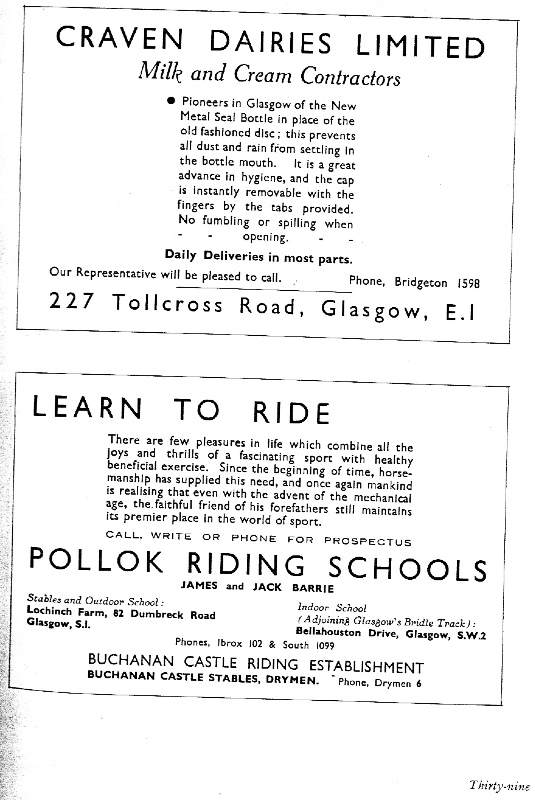 CRAVEN DAIRIES LIMITED
Milk and Cream Contractors
● Pioneers in Glasgow of the New
Metal Seal Bottle in place of the
old fashioned disc; this prevents
all dust and rain from settling in
the bottle mouth. It is a great
advance in hygiene, and the cap
is instantly removable with the
fingers by the tabs provided.
No fumbling or spilling when
- - opening. - -
Daily Deliveries in most parts.
Our Representative will be pleased to call. Phone, Bridgeton 1598
227 Tollcross Road, Glasgow, E.1
LEARN TO RIDE
There are few pleasures in life which combine all the
joys and thrills of a fascinating sport with healthy
beneficial exercise. Since the beginning of time, horse-
manship has supplied this need, and once again mankind
is realising that even with the advent of the mechanical
age, the faithful friend of his forefathers still maintains
its premier place in the world of sport.
CALL, WRITE OR PHONE FOR PROSPECTUS
POLLOK RIDING SCHOOLS
JAMES and JACK BARRIE
Stables and Outdoor School:
Lochinch Farm, 82 Dumbreck Road
Glasgow, S.1.
Indoor School
(Adjoining Glasgow's Bridle Track):
Bellahouston Drive, Glasgow, S.W.2
Phones, Ibrox 102 & South 1099
BUCHANAN CASTLE RIDING ESTABLISHMENT
BUCHANAN CASTLE STABLES, DRYMEN. Phone, Drymen 6
Thirty-nine